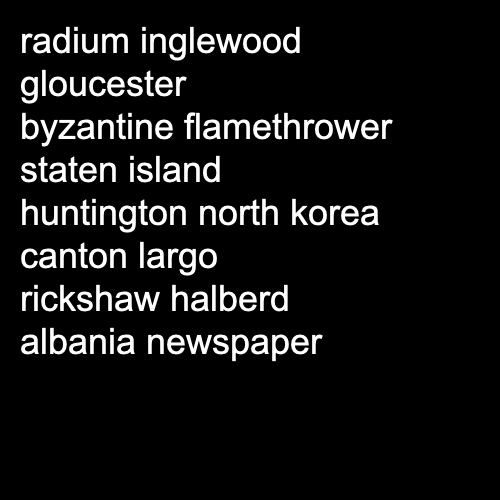 radium inglewood
gloucester
byzantine flamethrower
staten island
huntington north korea
canton largo
rickshaw halberd
albania newspaper